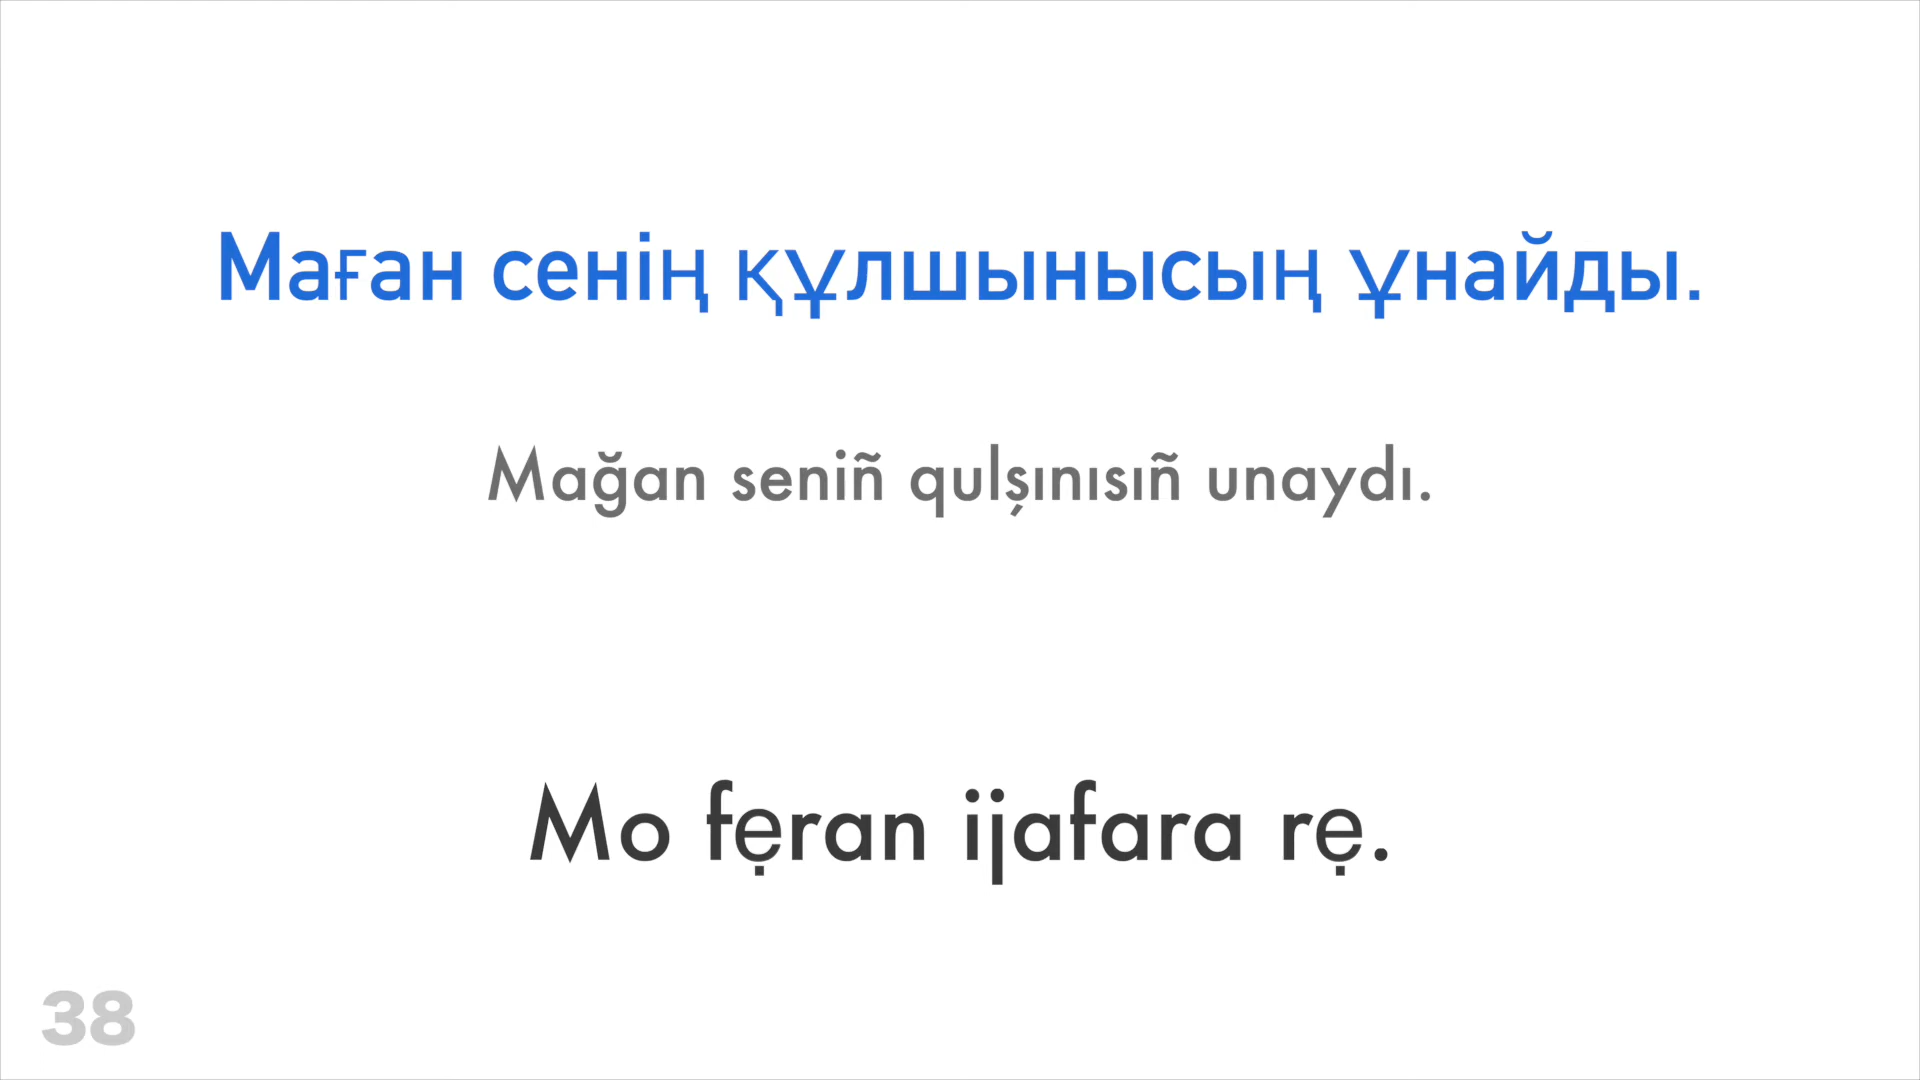 Маған сенің құлшынысың ұнайды.
Mağan seniñ qulşınısıñ unaydı.
Mo fẹran ijafara rẹ.
38